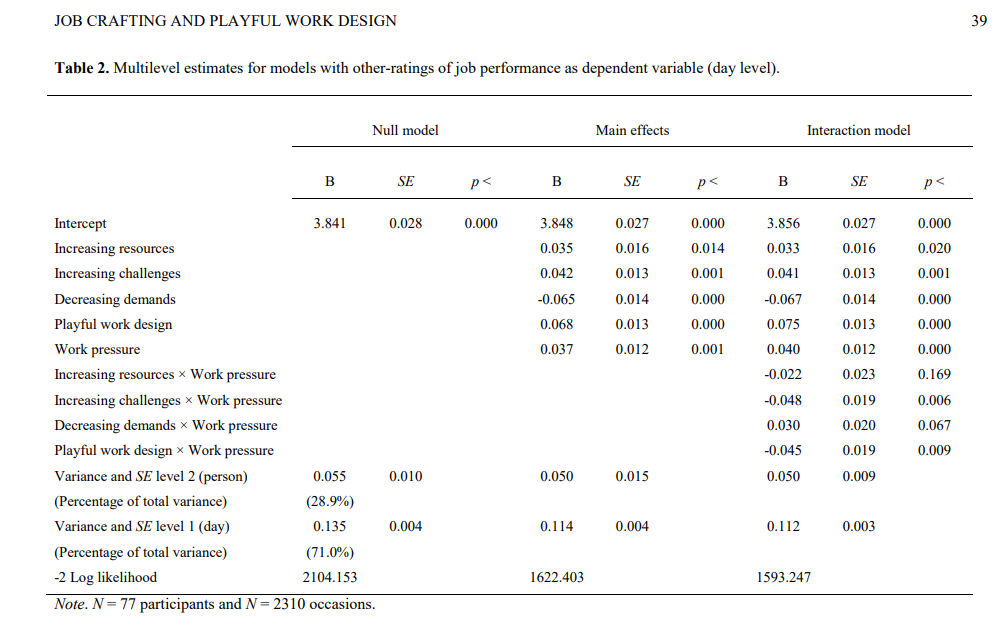 JOB CRAFTING AND PLAYFUL WORK DESIGN 39
Table 2. Multilevel estimates for models with other-ratings of job performance as dependent variable (day level).
Null model Main effects Interaction model
B SE p < B SE p < B SE p <
Intercept 3.841 0.028 0.000 3.848 0.027 0.000 3.856 0.027 0.000
Increasing resources 0.035 0.016 0.014 0.033 0.016 0.020
Increasing challenges 0.042 0.013 0.001 0.041 0.013 0.001
Decreasing demands -0.065 0.014 0.000 -0.067 0.014 0.000
Playful work design 0.068 0.013 0.000 0.075 0.013 0.000
Work pressure 0.037 0.012 0.001 0.040 0.012 0.000
Increasing resources × Work pressure -0.022 0.023 0.169
Increasing challenges × Work pressure -0.048 0.019 0.006
Decreasing demands × Work pressure 0.030 0.020 0.067
Playful work design × Work pressure -0.045 0.019 0.009
Variance and SE level 2 (person) 0.055 0.010 0.050 0.015 0.050 0.009
(Percentage of total variance) (28.9%)
Variance and SE level 1 (day) 0.135 0.004 0.114 0.004 0.112 0.003
(Percentage of total variance) (71.0%)
-2 Log likelihood 2104.153 1622.403 1593.247
Note. N = 77 participants and N = 2310 occasions.